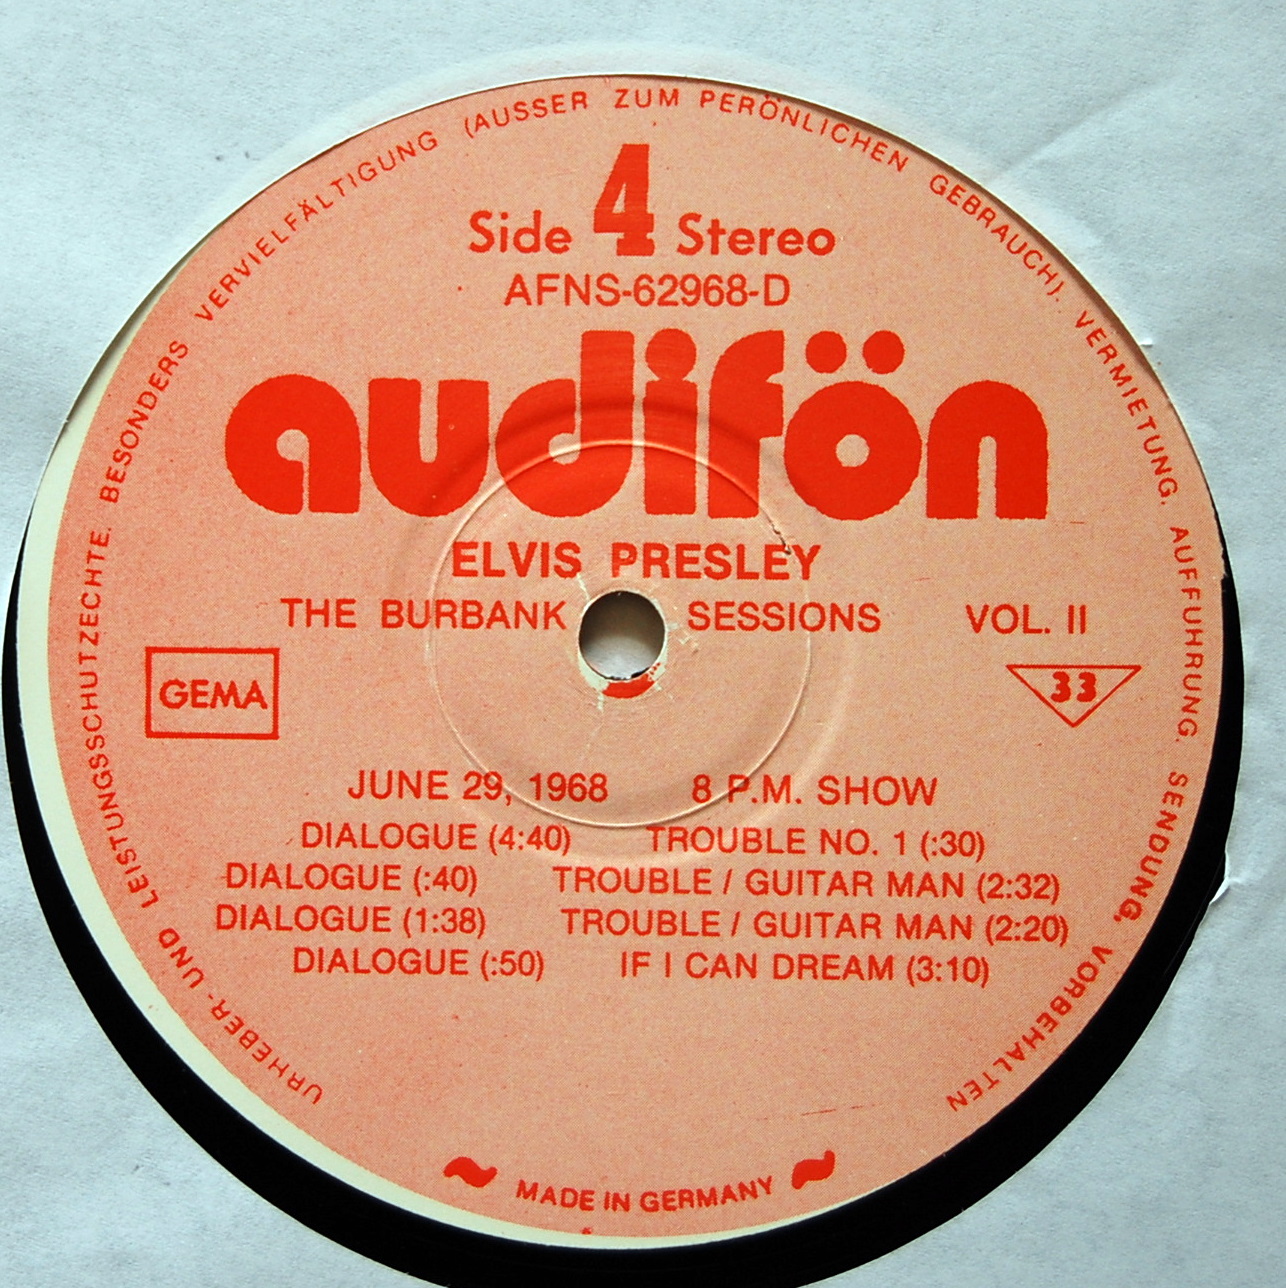 URHEBER- UND LEISTUNGSSCHUTZECHTE. BESONDERS VERVIELFÄLTIGUNG (AUSSER ZUM PERÖNLICHEN GEBRAUCH). VERMIETUNG. AUFFUHRUNG. SENDUNG, VORBEHALTEN
Side 4 Stereo
AFNS-62968-D
audifön
ELVIS PRESLEY
THE BURBANK SESSIONS VOL. II
GEMA 33
JUNE 29, 1968 8 P.M. SHOW
DIALOGUE (4:40) TROUBLE NO. 1 (:30)
DIALOGUE (:40) TROUBLE / GUITAR MAN (2:32)
DIALOGUE (1:38) TROUBLE / GUITAR MAN (2:20)
DIALOGUE (:50) IF I CAN DREAM (3:10)
MADE IN GERMANY